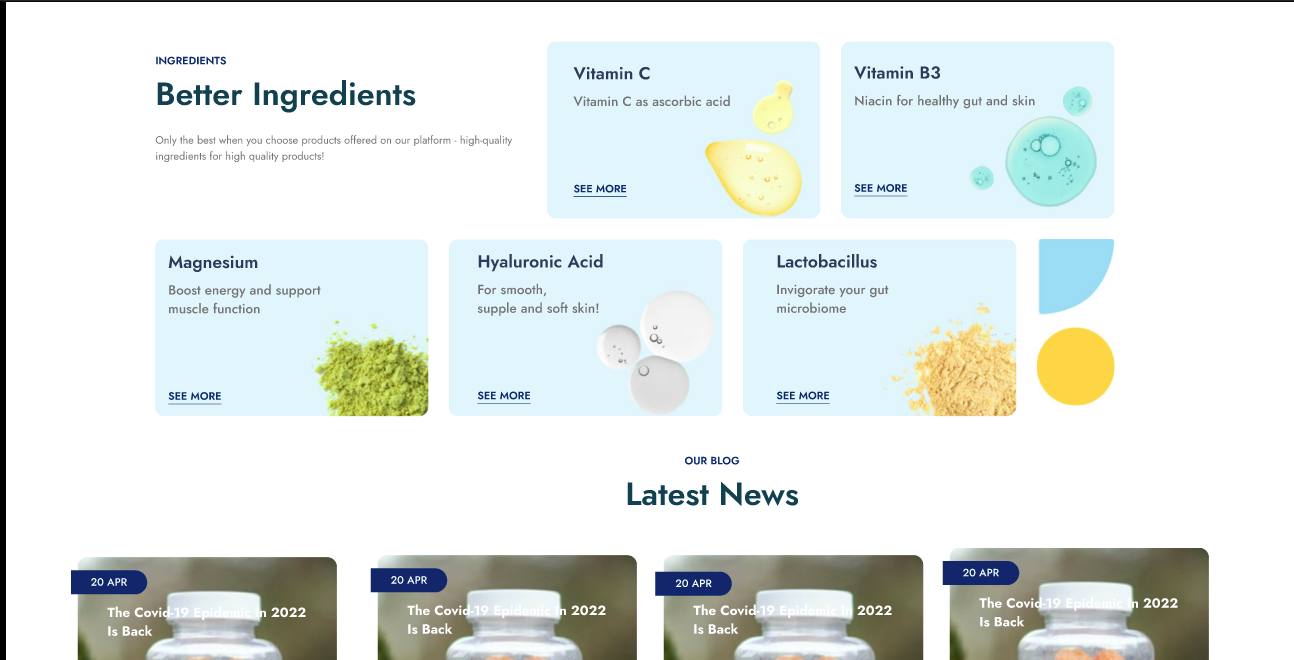 INGREDIENTS
Better Ingredients
Only the best when you choose products offered on our platform - high-quality
ingredients for high quality products!
Vitamin C
Vitamin C as ascorbic acid
SEE MORE
Vitamin B3
Niacin for healthy gut and skin
SEE MORE
Magnesium
Boost energy and support
muscle function
SEE MORE
Hyaluronic Acid
For smooth,
supple and soft skin!
SEE MORE
Lactobacillus
Invigorate your gut
microbiome
SEE MORE
OUR BLOG
Latest News
20 APR
The Covid-19 Epidemic In 2022
Is Back
20 APR
The Covid-19 Epidemic In 2022
Is Back
20 APR
The Covid-19 Epidemic In 2022
Is Back
20 APR
The Covid-19 Epidemic In 2022
Is Back